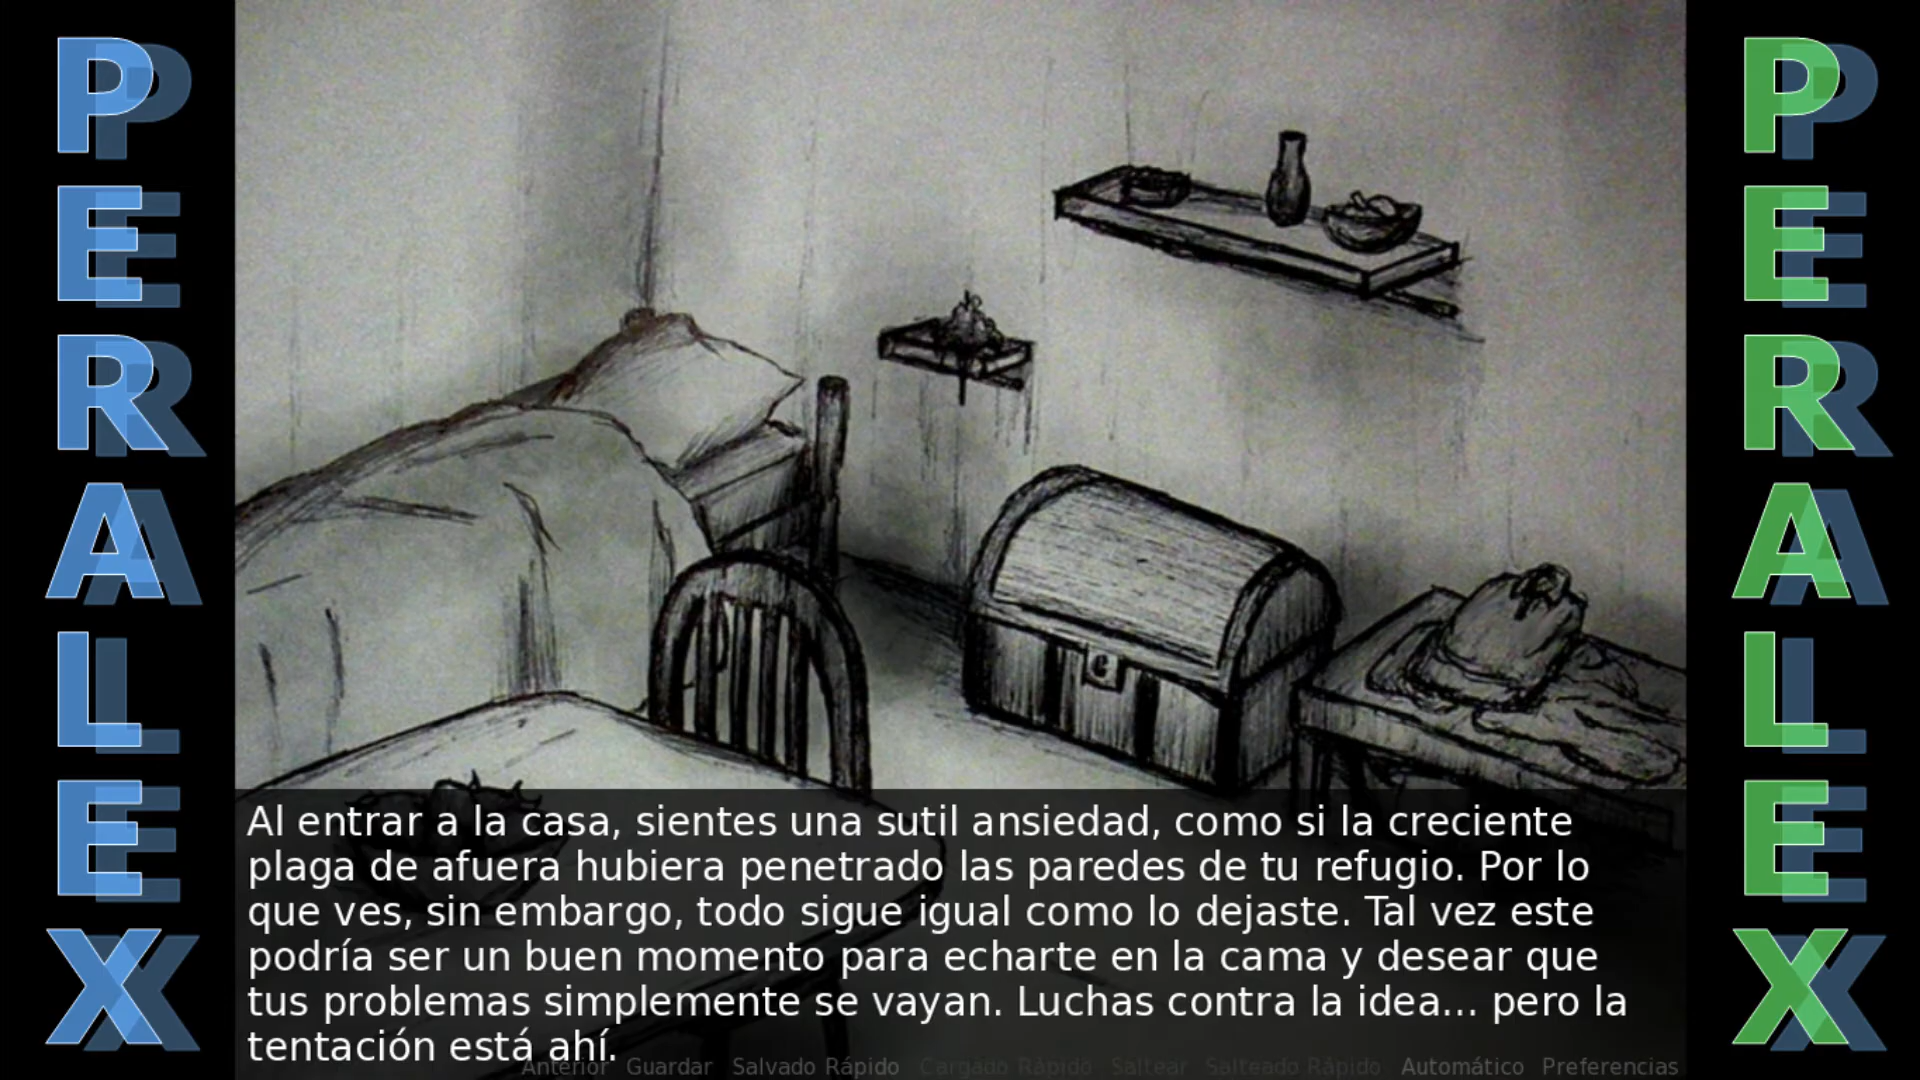 PERALEX
Al entrar a la casa, sientes una sutil ansiedad, como si la creciente
plaga de afuera hubiera penetrado las paredes de tu refugio. Por lo
que ves, sin embargo, todo sigue igual como lo dejaste. Tal vez este
podría ser un buen momento para echarte en la cama y desear que
tus problemas simplemente se vayan. Luchas contra la idea... pero la
tentación está ahí.
Anterior Guardar Salvado Rápido Cargado Rápido Saltear Salteado Rápido Automático Preferencias
PERALEX